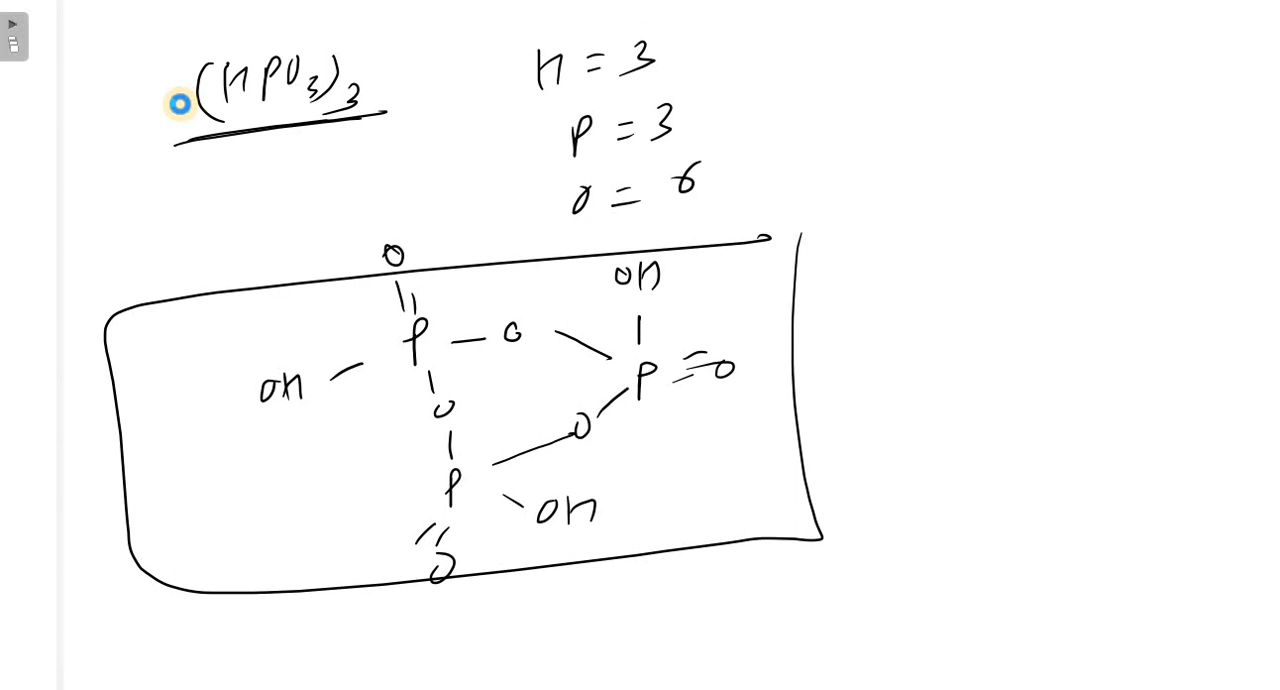 (HPO3)3
H = 3
P = 3
O = 6
O
OH
P - O
P = O
OH
O
O
P
OH
O